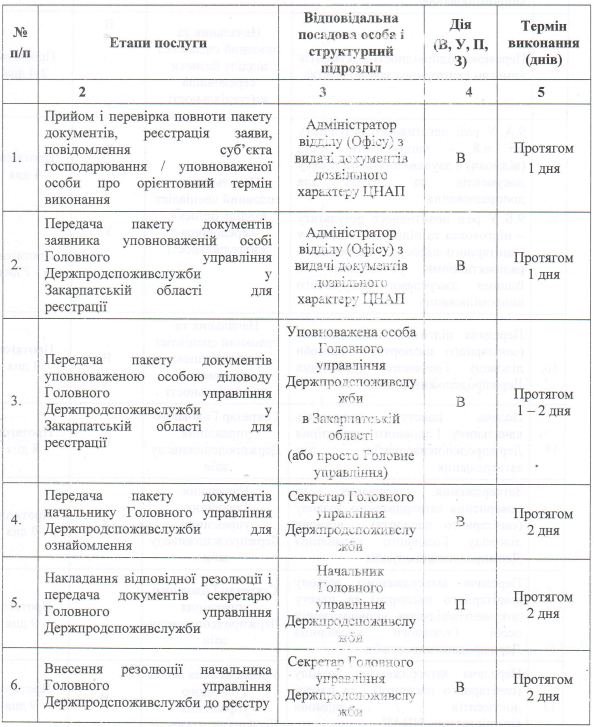 № п/п
Етапи послуги
Відповідальна посадова особа і структурний підрозділ
Дія (В, У, П, З)
Термін виконання (днів)
2
3
4
5
1.
Прийом і перевірка повноти пакету
документів, реєстрація заяви,
повідомлення суб’єкта
господарювання / уповноваженої
особи про орієнтовний термін
виконання
Адміністратор
відділу (Офісу) з
видачі документів
дозвільного
характеру ЦНАП
В
Протягом
1 дня
2.
Передача пакету документів
заявника уповноваженій особі
Головного управління
Держпродспоживслужби у
Закарпатській області для
реєстрації
Адміністратор
відділу (Офісу) з
видачі документів
дозвільного
характеру ЦНАП
В
Протягом
1 дня
3.
Передача пакету документів
уповноваженою особою діловоду
Головного управління
Держпродспоживслужби у
Закарпатській області для
реєстрації
Уповноважена особа
Головного
управління
Держпродспоживслу
жби
в Закарпатській
області
(або просто Головне
управління)
В
Протягом
1 – 2 дня
4.
Передача пакету документів
начальнику Головного управління
Держпродспоживслужби для
ознайомлення
Секретар Головного
управління
Держпродспоживслу
жби
В
Протягом
2 дня
5.
Накладання відповідної резолюції і
передача документів секретарю
Головного управління
Держпродспоживслужби
Начальник
Головного
управління
Держпродспоживслу
жби
П
Протягом
2 дня
6.
Внесення резолюції начальника
Головного управління
Держпродспоживслужби до реєстру
Секретар Головного
управління
Держпродспоживслу
жби
В
Протягом
2 дня